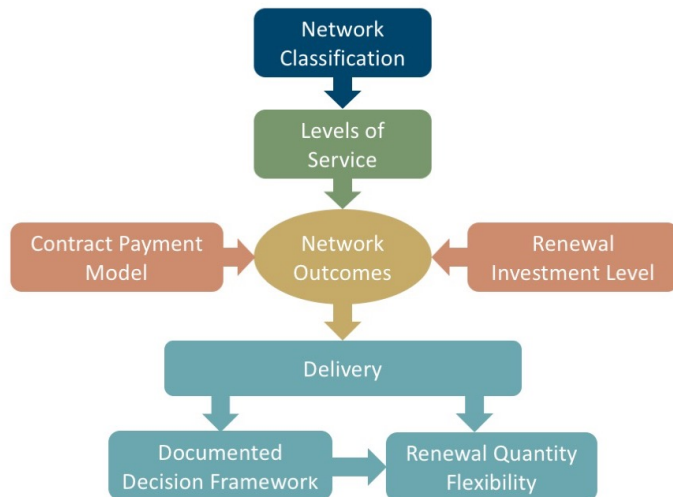 Network
Classification
Levels of
Service
Contract Payment
Model
Network
Outcomes
Renewal
Investment Level
Delivery
Documented
Decision Framework
Renewal Quantity
Flexibility